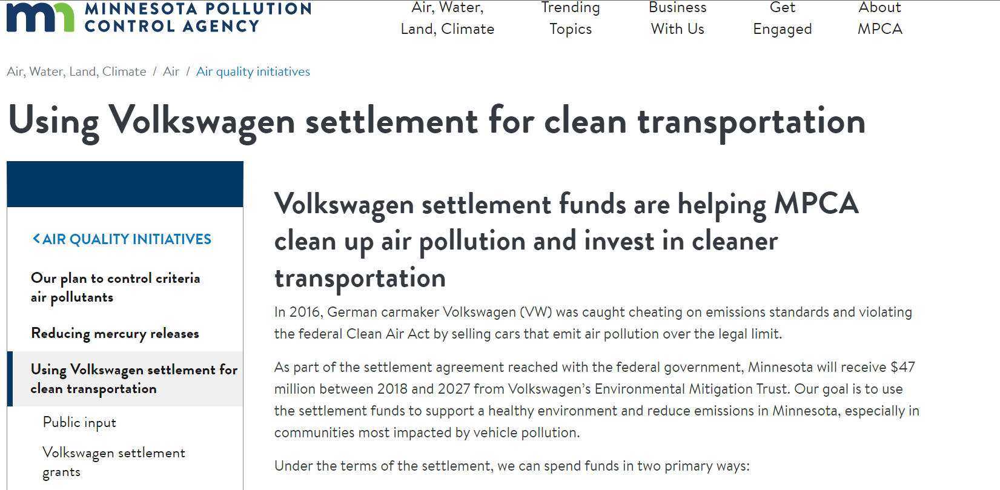 MINNESOTA POLLUTION
CONTROL AGENCY
Air, Water,
Land, Climate
Trending
Topics
Business
With Us
Get
Engaged
About
MPCA
Air, Water, Land, Climate / Air / Air quality initiatives
Using Volkswagen settlement for clean transportation
< AIR QUALITY INITIATIVES
Our plan to control criteria
air pollutants
Reducing mercury releases
Using Volkswagen settlement for
clean transportation
Public input
Volkswagen settlement
grants
Volkswagen settlement funds are helping MPCA
clean up air pollution and invest in cleaner
transportation
In 2016, German carmaker Volkswagen (VW) was caught cheating on emissions standards and violating
the federal Clean Air Act by selling cars that emit air pollution over the legal limit.
As part of the settlement agreement reached with the federal government, Minnesota will receive $47
million between 2018 and 2027 from Volkswagen’s Environmental Mitigation Trust. Our goal is to use
the settlement funds to support a healthy environment and reduce emissions in Minnesota, especially in
communities most impacted by vehicle pollution.
Under the terms of the settlement, we can spend funds in two primary ways: